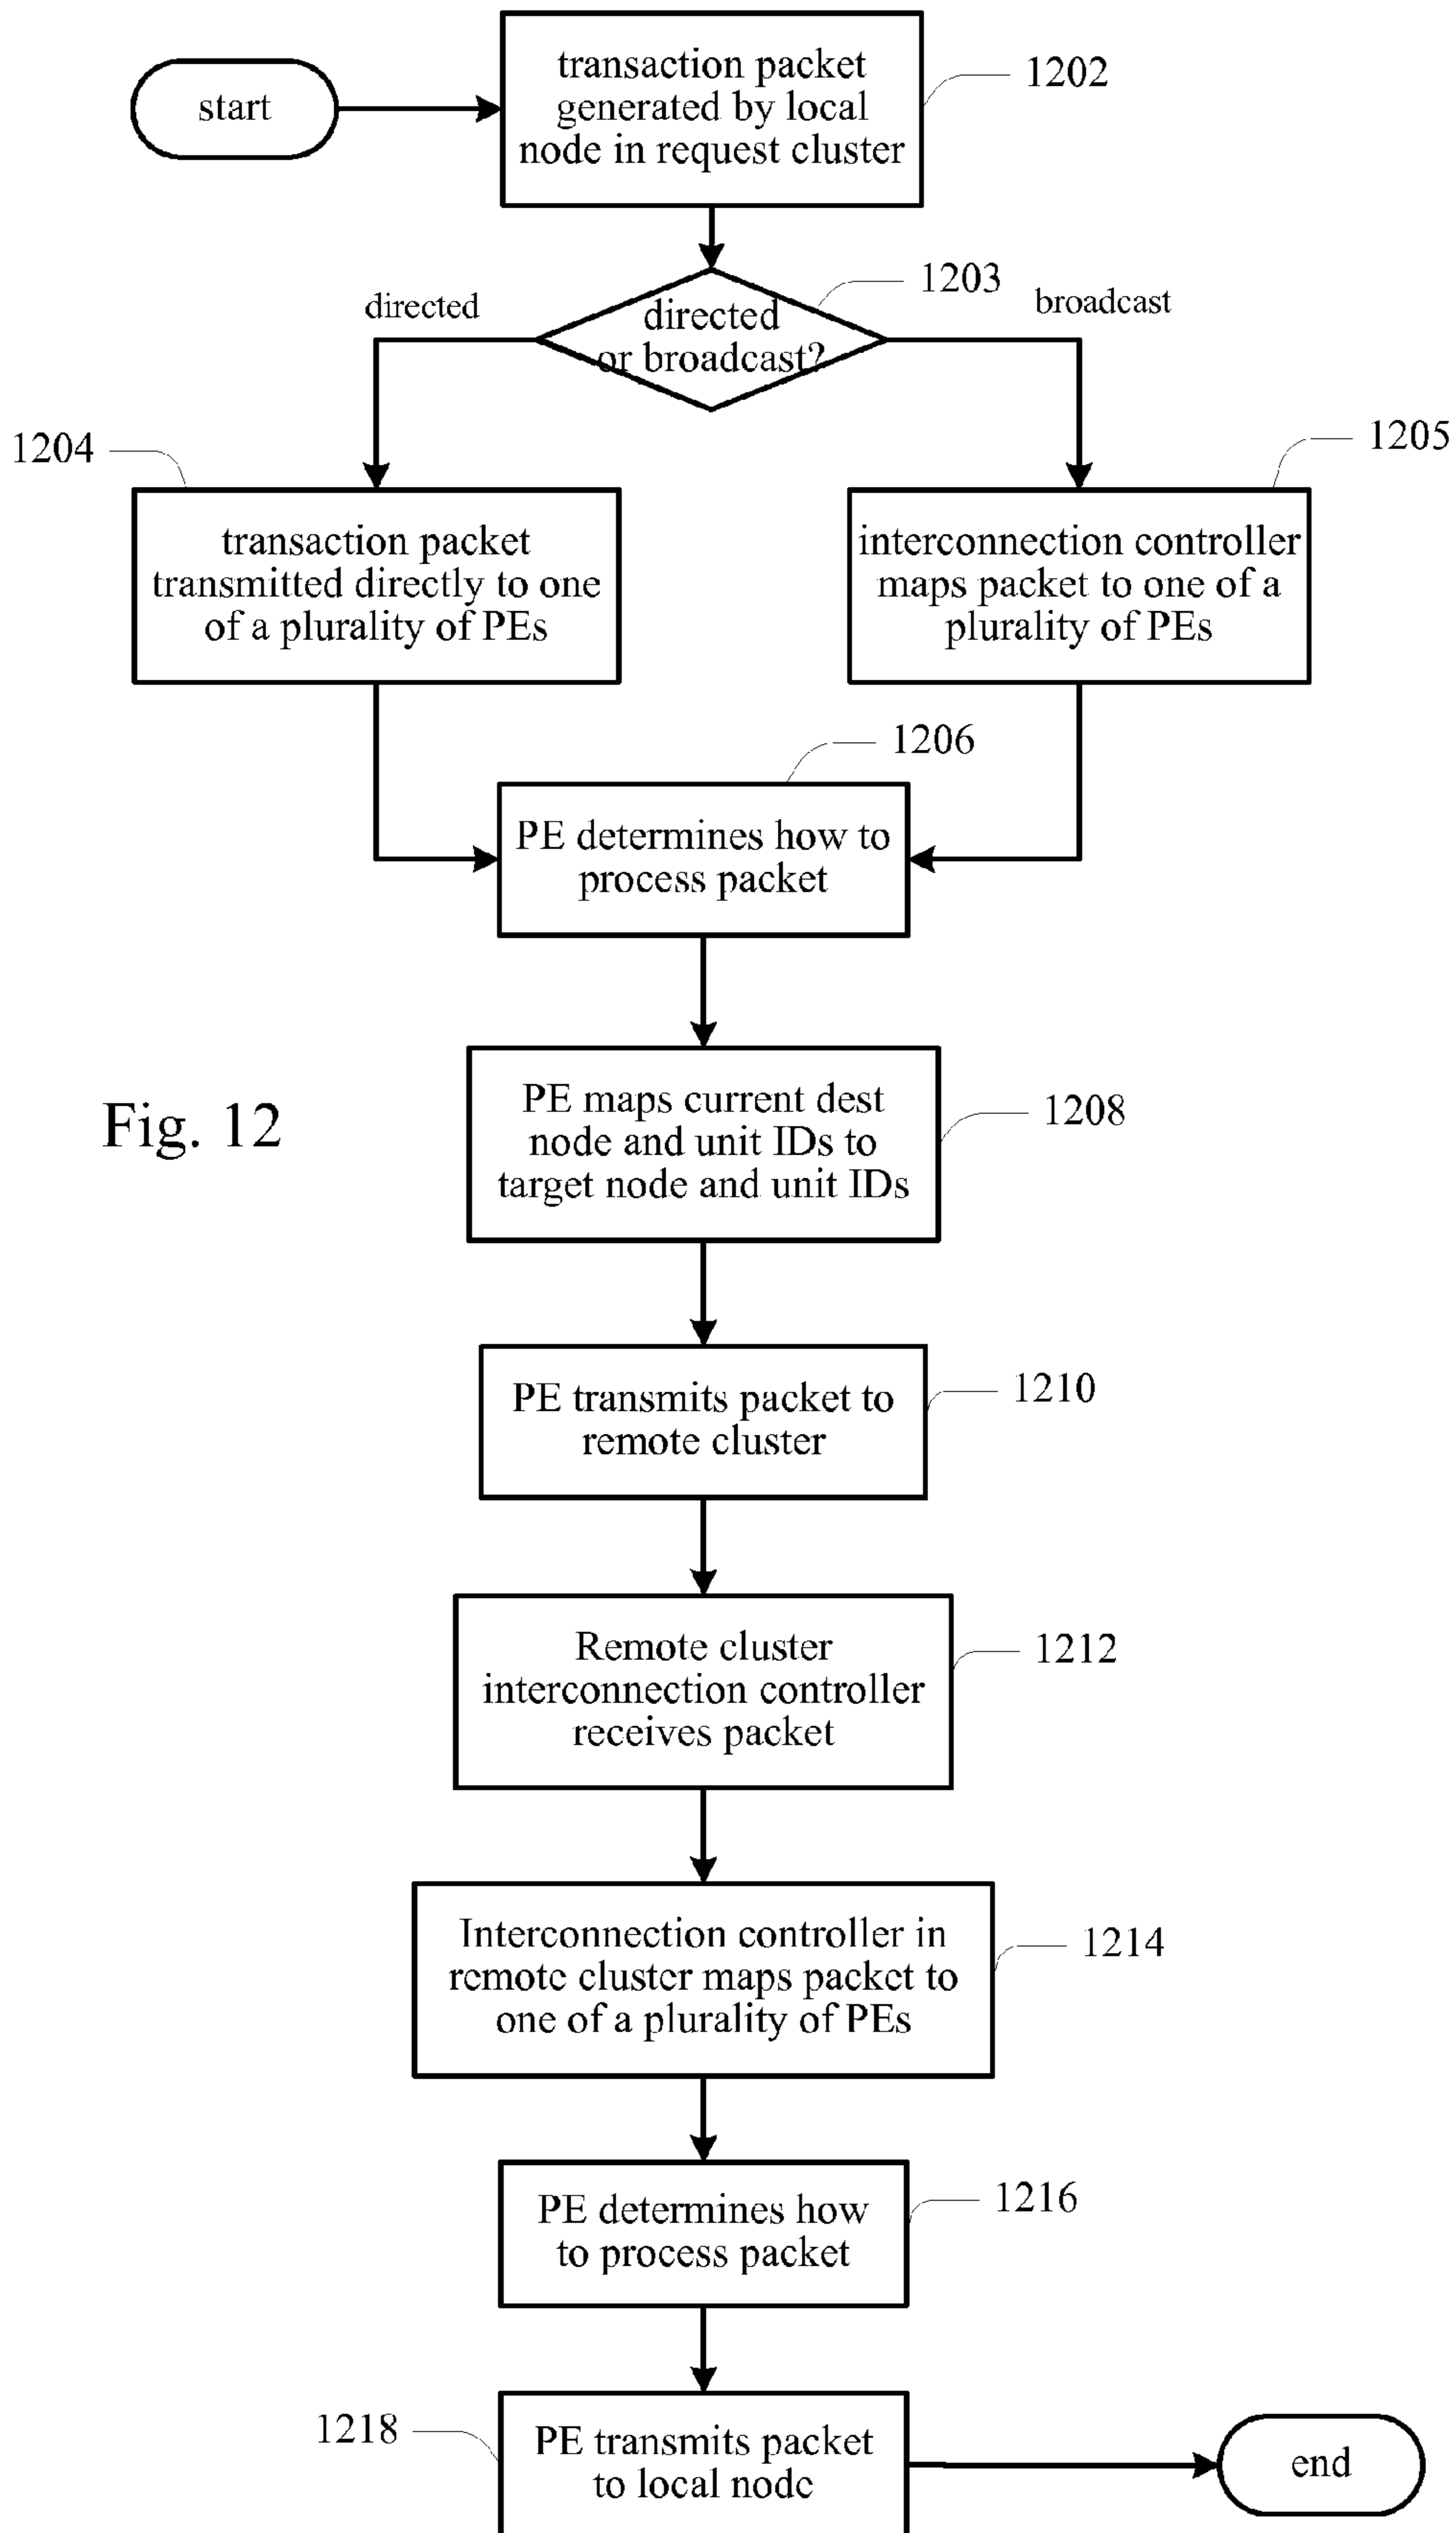 start
transaction packet
generated by local
node in request cluster
1202
directed
or broadcast?
1203
directed
broadcast
1204
transaction packet
transmitted directly to one
of a plurality of PEs
1205
interconnection controller
maps packet to one of a
plurality of PEs
1206
PE determines how to
process packet
Fig. 12
PE maps current dest
node and unit IDs to
target node and unit IDs
1208
PE transmits packet to
remote cluster
1210
Remote cluster
interconnection controller
receives packet
1212
Interconnection controller in
remote cluster maps packet to
one of a plurality of PEs
1214
PE determines how
to process packet
1216
1218
PE transmits packet
to local node
end